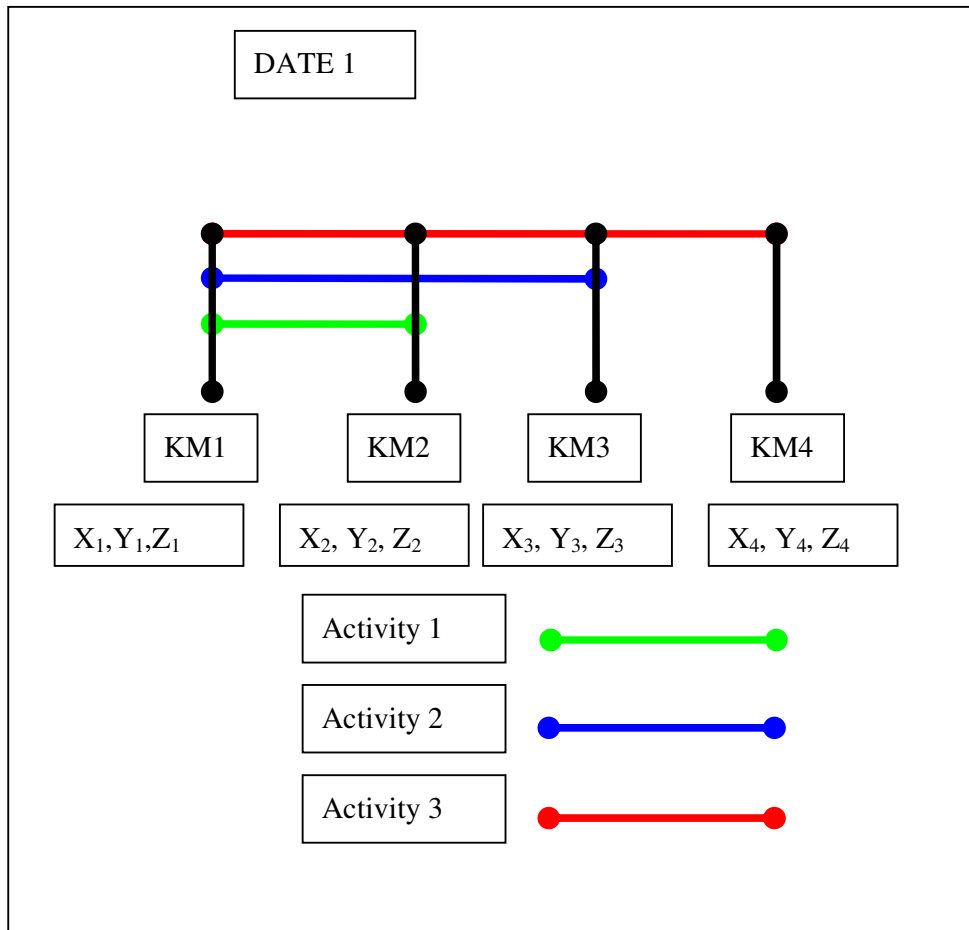 DATE 1
KM1 KM2 KM3 KM4
X₁,Y₁,Z₁ X₂, Y₂, Z₂ X₃, Y₃, Z₃ X₄, Y₄, Z₄
Activity 1
Activity 2
Activity 3